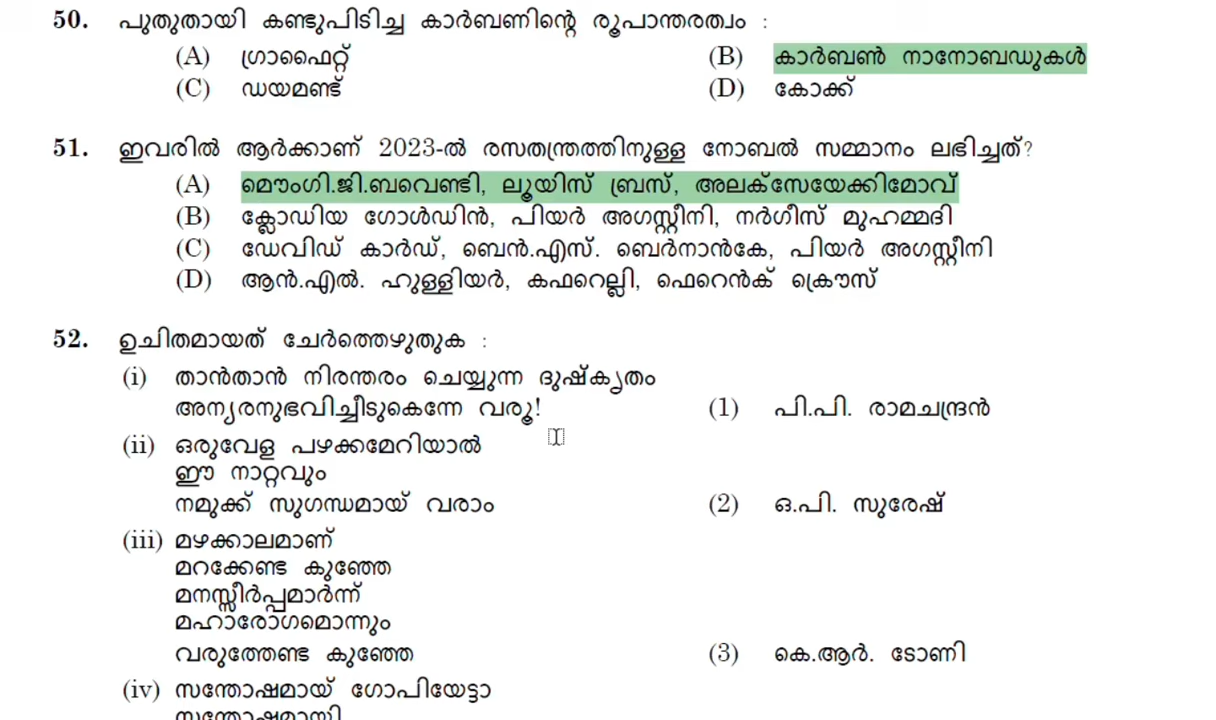 50. പുതുതായി കണ്ടുപിടിച്ച കാർബണിന്റെ രൂപാന്തരത്വം :
(A) ഗ്രാഫൈറ്റ് (B) കാർബൺ നാനോബഡുകൾ
(C) ഡയമണ്ട് (D) കോക്ക്
51. ഇവരിൽ ആർക്കാണ് 2023-ൽ രസതന്ത്രത്തിനുള്ള നോബൽ സമ്മാനം ലഭിച്ചത്?
(A) മൌംഗി.ജി.ബവെണ്ടി, ലൂയിസ് ബ്രസ്, അലക്സേയേക്കിമോവ്
(B) ക്ലോഡിയ ഗോൾഡിൻ, പിയർ അഗസ്റ്റീനി, നർഗീസ് മുഹമ്മദി
(C) ഡേവിഡ് കാർഡ്, ബെൻ.എസ്. ബെർനാൻകേ, പിയർ അഗസ്റ്റീനി
(D) ആൻ.എൽ. ഹുള്ളിയർ, കഫറെല്ലി, ഫെറെൻക് ക്രൌസ്
52. ഉചിതമായത് ചേർത്തെഴുതുക :
(i) താൻതാൻ നിരന്തരം ചെയ്യുന്ന ദുഷ്കൃതം
അന്യരനുഭവിച്ചീടുകെന്നേ വരൂ! (1) പി.പി. രാമചന്ദ്രൻ
(ii) ഒരുവേള പഴക്കമേറിയാൽ
ഈ നാറ്റവും
നമുക്ക് സുഗന്ധമായ് വരാം (2) ഒ.പി. സുരേഷ്
(iii) മഴക്കാലമാണ്
മറക്കേണ്ട കുഞ്ഞേ
മനസ്സീർപ്പമാർന്ന്
മഹാരോഗമൊന്നും
വരുത്തേണ്ട കുഞ്ഞേ (3) കെ.ആർ. ടോണി
(iv) സന്തോഷമായ് ഗോപിയേട്ടാ
സന്തോഷമായി